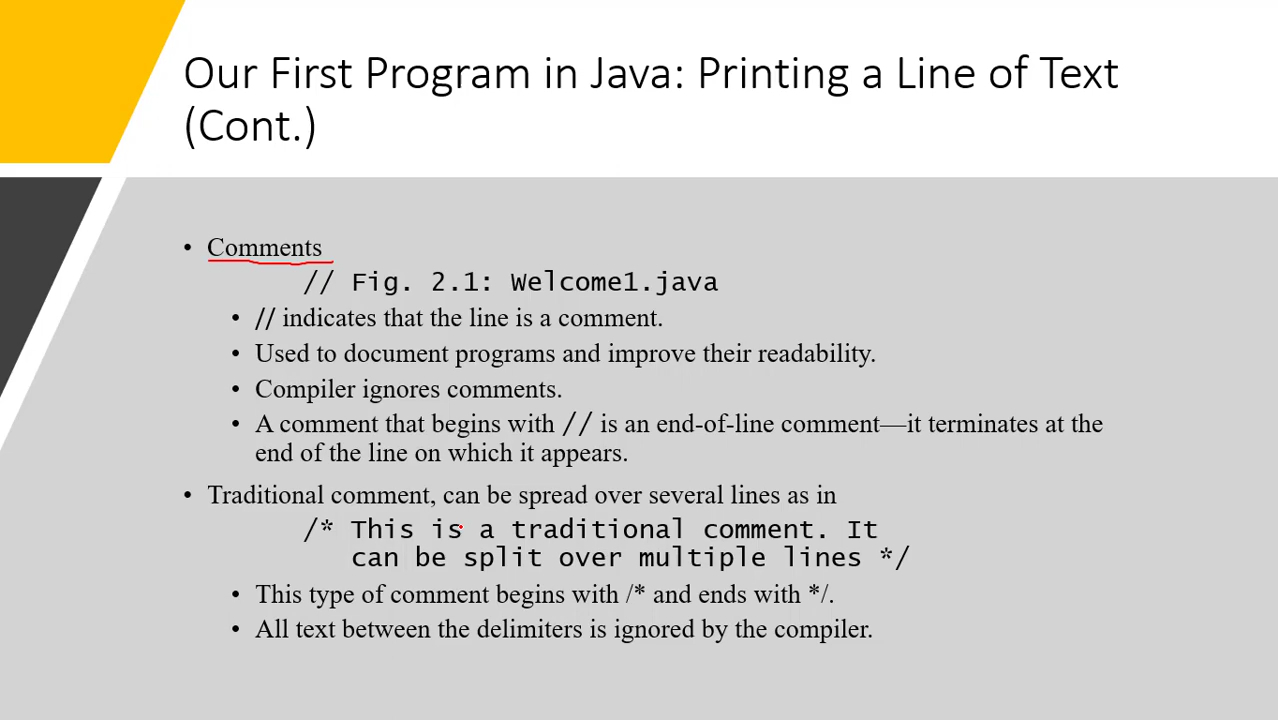 Our First Program in Java: Printing a Line of Text
(Cont.)
• Comments
// Fig. 2.1: Welcome1.java
• // indicates that the line is a comment.
• Used to document programs and improve their readability.
• Compiler ignores comments.
• A comment that begins with // is an end-of-line comment—it terminates at the
end of the line on which it appears.
• Traditional comment, can be spread over several lines as in
/* This is a traditional comment. It
can be split over multiple lines */
• This type of comment begins with /* and ends with */.
• All text between the delimiters is ignored by the compiler.